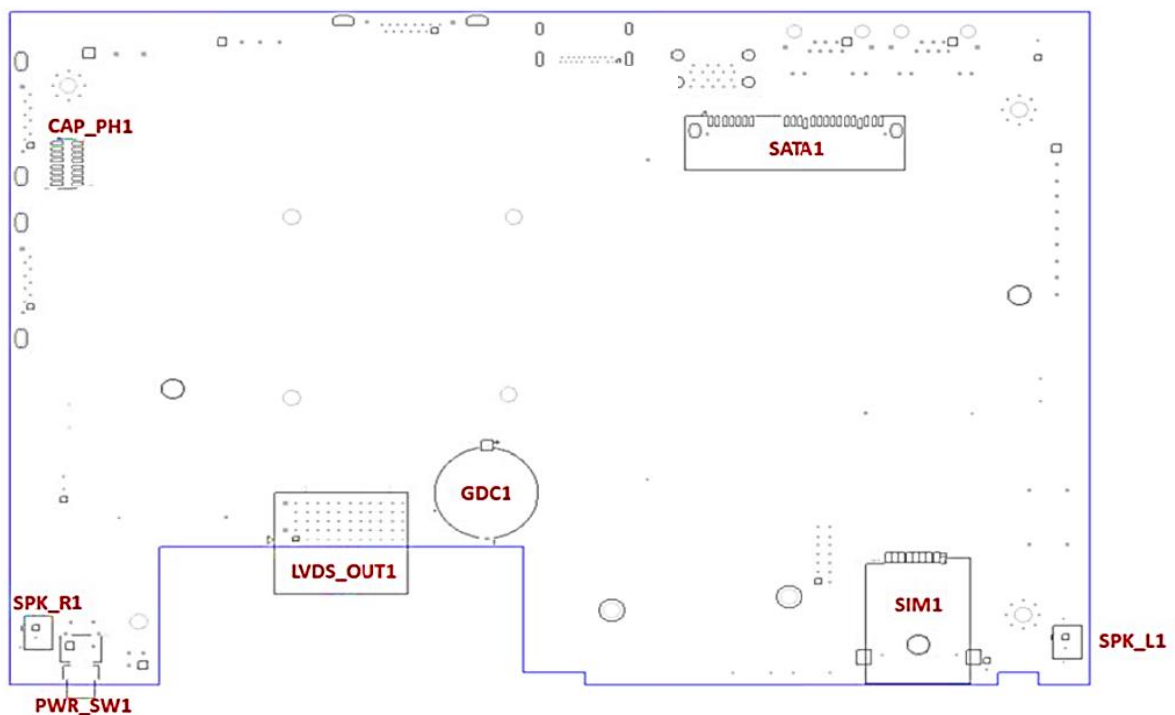 CAP_PH1
SATA1
GDC1
LVDS_OUT1
SPK_R1
SIM1
SPK_L1
PWR_SW1